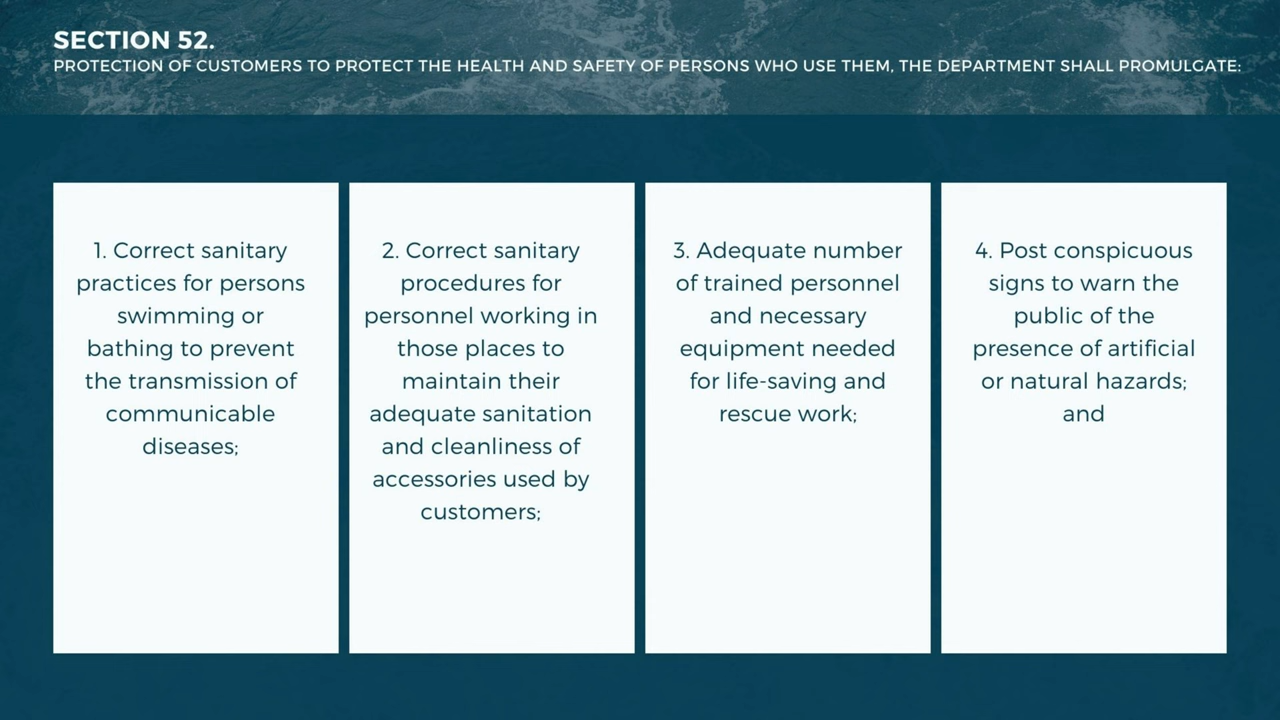 SECTION 52.
PROTECTION OF CUSTOMERS TO PROTECT THE HEALTH AND SAFETY OF PERSONS WHO USE THEM, THE DEPARTMENT SHALL PROMULGATE:
1. Correct sanitary
practices for persons
swimming or
bathing to prevent
the transmission of
communicable
diseases;
2. Correct sanitary
procedures for
personnel working in
those places to
maintain their
adequate sanitation
and cleanliness of
accessories used by
customers;
3. Adequate number
of trained personnel
and necessary
equipment needed
for life-saving and
rescue work;
4. Post conspicuous
signs to warn the
public of the
presence of artificial
or natural hazards;
and